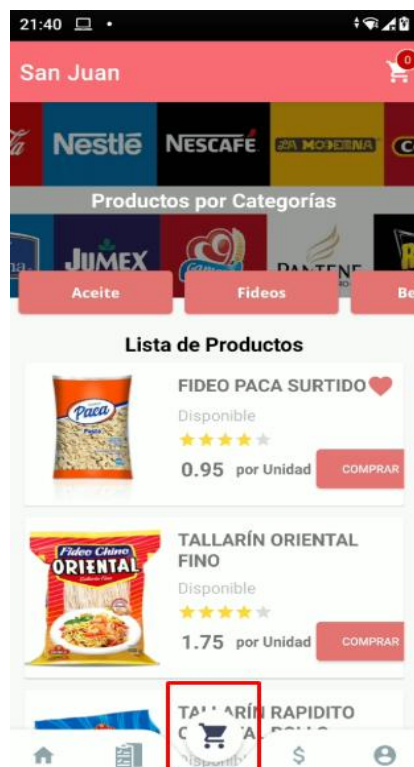 21:40
San Juan
0
Nestlé
NESCAFÉ
LA MODERNA
Productos por Categorías
JUMEX
PANTENE
Aceite
Fideos
Be
Lista de Productos
FIDEO PACA SURTIDO
Paca
Disponible
0.95 por Unidad
COMPRAR
TALLARÍN ORIENTAL
FINO
Fideo Chino
ORIENTAL
Disponible
1.75 por Unidad
COMPRAR
TALLARÍN RAPIDITO
$